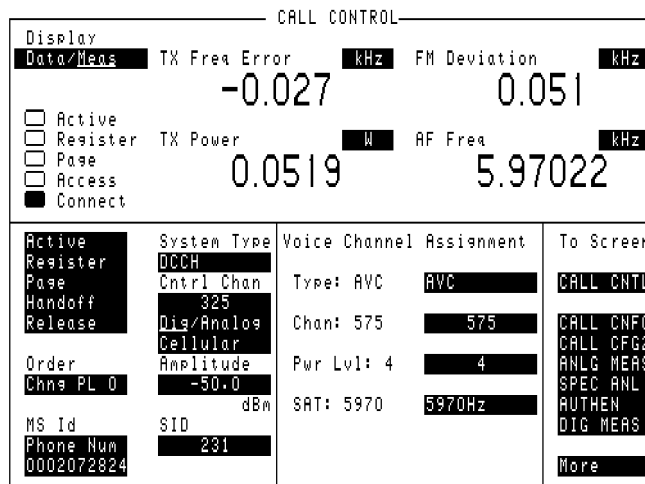 CALL CONTROL
Display
Data/Meas
TX Freq Error kHz
-0.027
FM Deviation kHz
0.051
Active
Register
Page
Access
Connect
TX Power W
0.0519
AF Freq kHz
5.97022
Active
Register
Page
Handoff
Release
Order
Chng PL 0
MS Id
Phone Num
0002072824
System Type
DCCH
Cntrl Chan
325
Dig/Analog
Cellular
Amplitude
-50.0
dBm
SID
231
Voice Channel Assignment
Type: AVC AVC
Chan: 575 575
Pwr Lvl: 4 4
SAT: 5970 5970Hz
To Screen
CALL CNTL
CALL CNFG
CALL CFG2
ANLG MEAS
SPEC ANL
AUTHEN
DIG MEAS
More